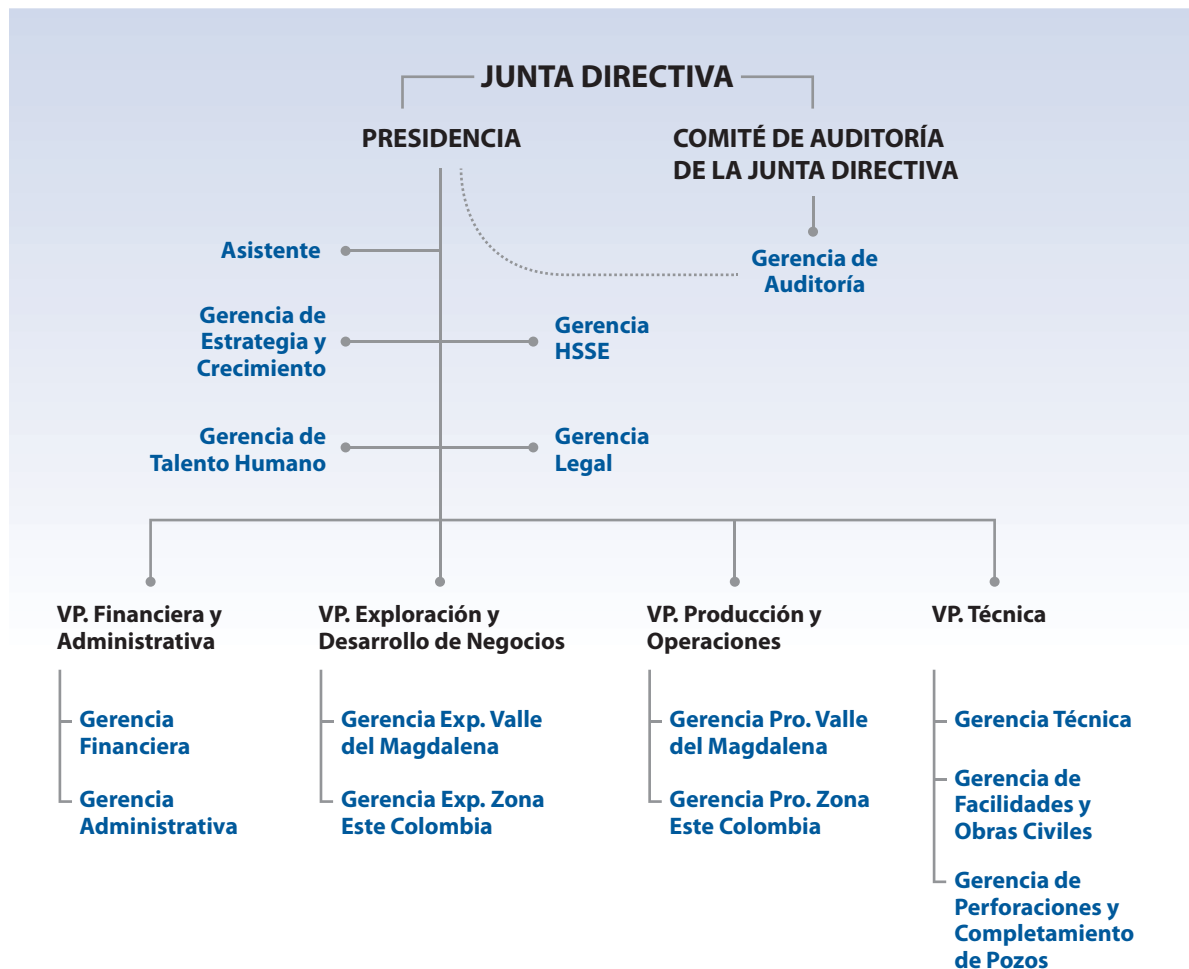 JUNTA DIRECTIVA
PRESIDENCIA
COMITÉ DE AUDITORÍA
DE LA JUNTA DIRECTIVA
Asistente
Gerencia de
Auditoría
Gerencia de
Estrategia y
Crecimiento
Gerencia
HSSE
Gerencia de
Talento Humano
Gerencia
Legal
VP. Financiera y
Administrativa
VP. Exploración y
Desarrollo de Negocios
VP. Producción y
Operaciones
VP. Técnica
Gerencia
Financiera
Gerencia
Administrativa
Gerencia Exp. Valle
del Magdalena
Gerencia Exp. Zona
Este Colombia
Gerencia Pro. Valle
del Magdalena
Gerencia Pro. Zona
Este Colombia
Gerencia Técnica
Gerencia de
Facilidades y
Obras Civiles
Gerencia de
Perforaciones y
Completamiento
de Pozos